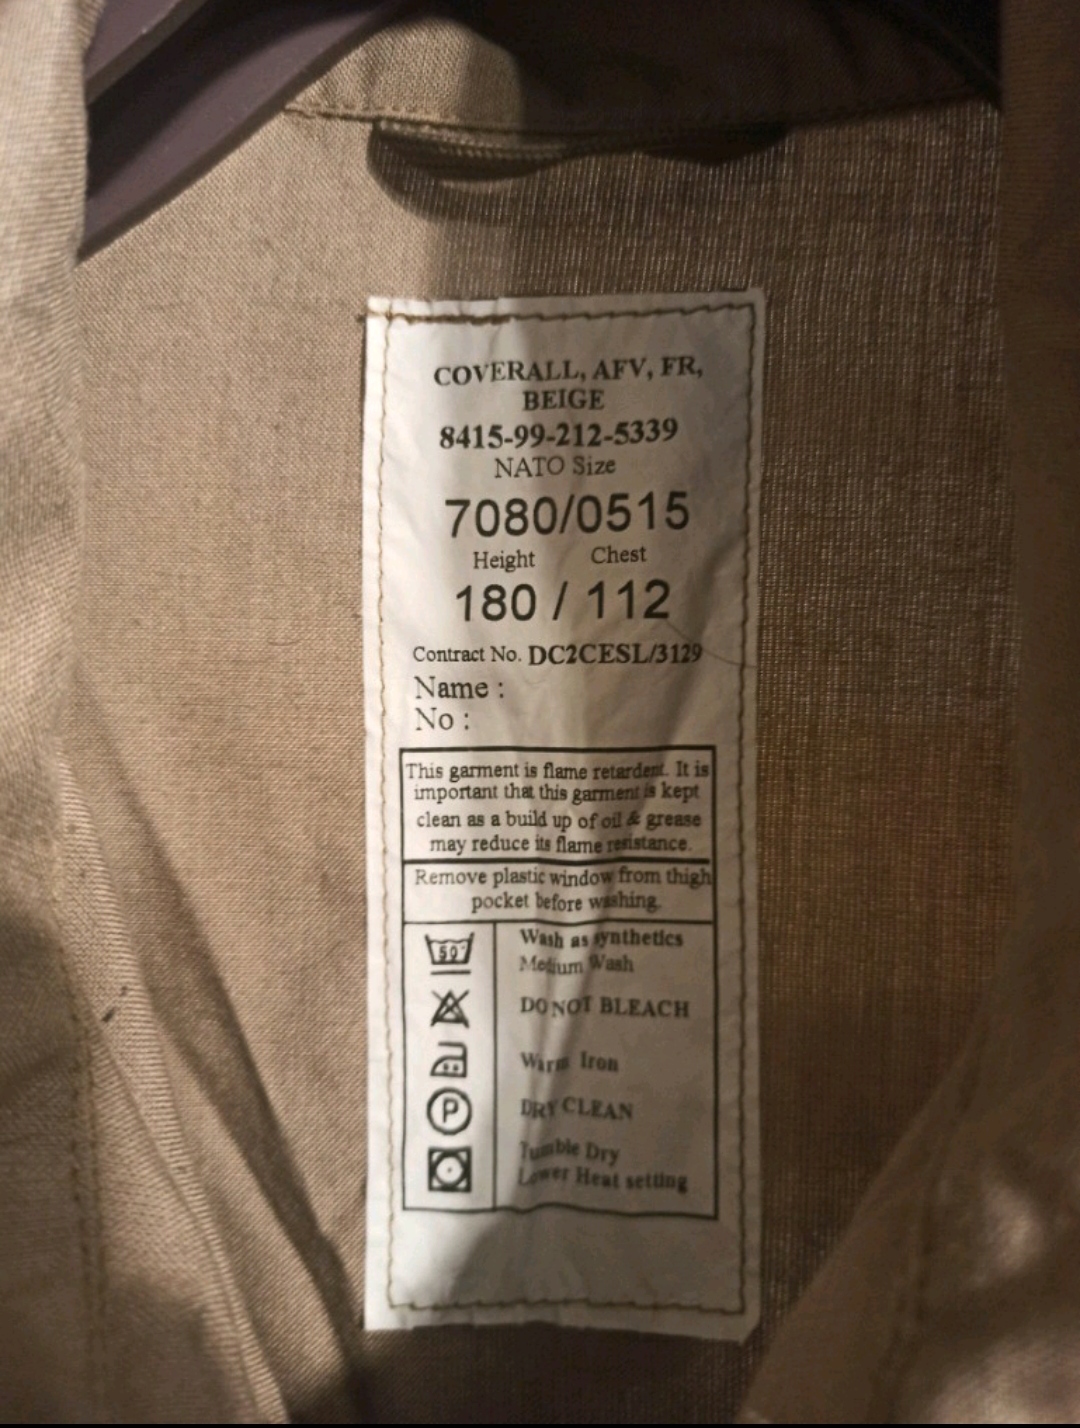 COVERALL, AFV, FR,
BEIGE
8415-99-212-5339
NATO Size
7080/0515
Height Chest
180 / 112
Contract No. DC2CESL/3129
Name :
No :
This garment is flame retardent. It is
important that this garment is kept
clean as a build up of oil & grease
may reduce its flame resistance.
Remove plastic window from thigh
pocket before washing.
50° Wash as synthetics
Medium Wash
DO NOT BLEACH
Warm Iron
P DRY CLEAN
Tumble Dry
Lower Heat setting